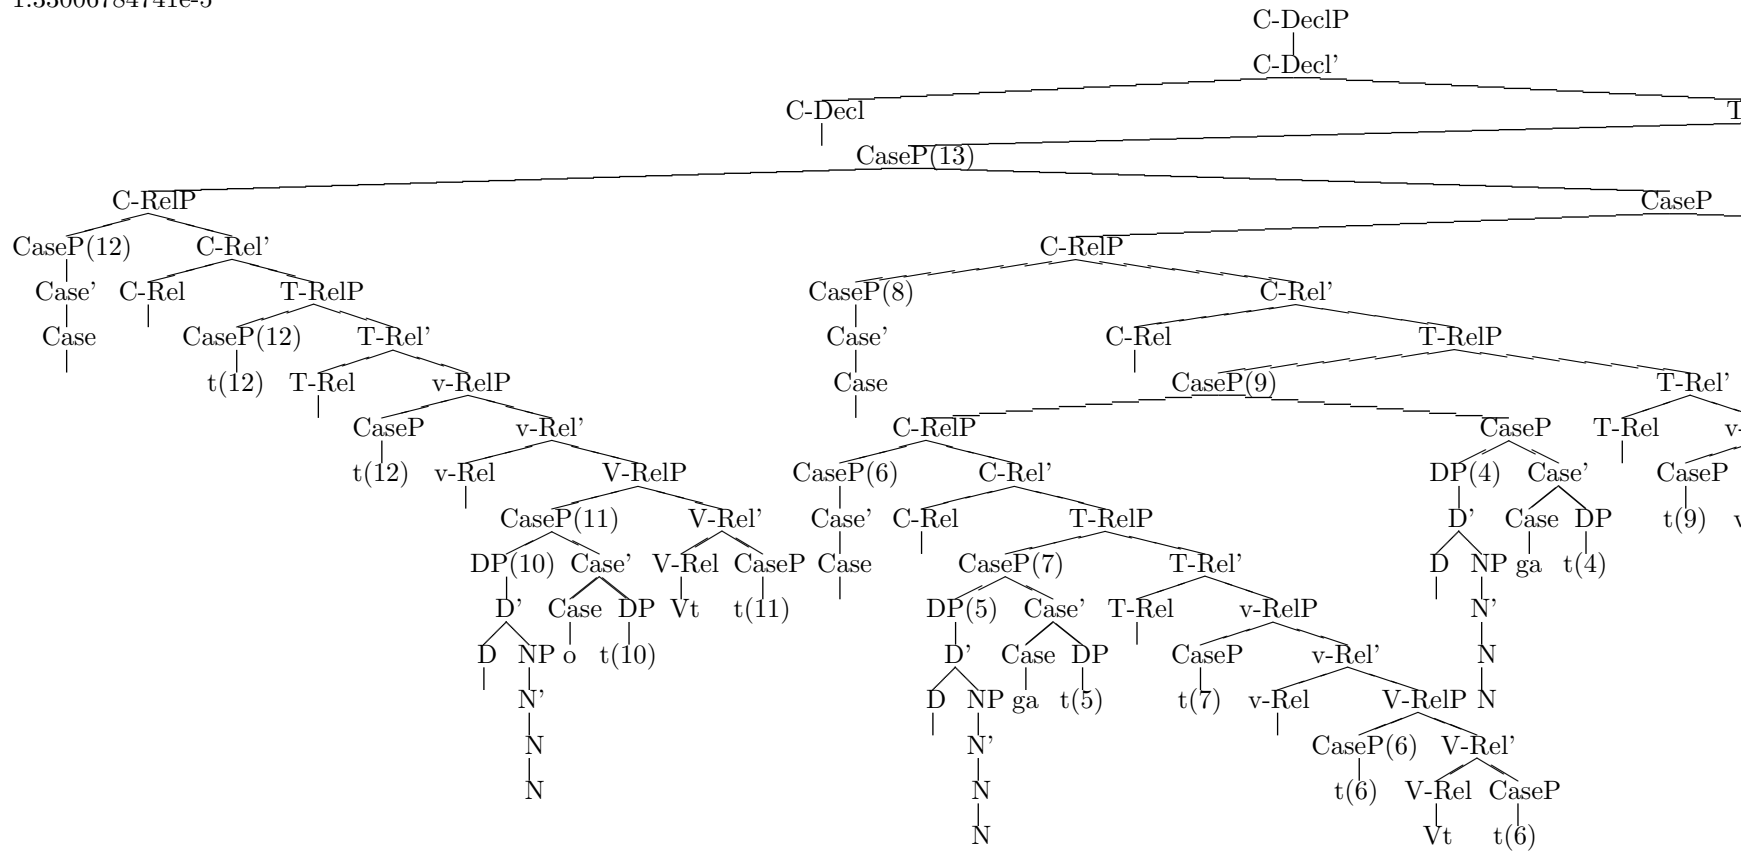 C-DeclP
C-Decl’
C-Decl
CaseP(13)
C-RelP CaseP
CaseP(12) C-Rel’ C-RelP
Case’ C-Rel T-RelP CaseP(8) C-Rel’
Case CaseP(12) T-Rel’ Case’ C-Rel T-RelP
t(12) T-Rel v-RelP Case CaseP(9) T-Rel’
CaseP v-Rel’ C-RelP CaseP T-Rel
t(12) v-Rel V-RelP CaseP(6) C-Rel’ DP(4) Case’ CaseP
CaseP(11) V-Rel’ Case’ C-Rel T-RelP D’ Case DP t(9)
DP(10) Case’ V-Rel CaseP Case CaseP(7) T-Rel’ D NP ga t(4)
D’ Case DP Vt t(11) DP(5) Case’ T-Rel v-RelP N’
D NP o t(10) D’ Case DP CaseP v-Rel’ N
N’ D NP ga t(5) t(7) v-Rel V-RelP N
N N’ CaseP(6) V-Rel’
N N t(6) V-Rel CaseP
N Vt t(6)